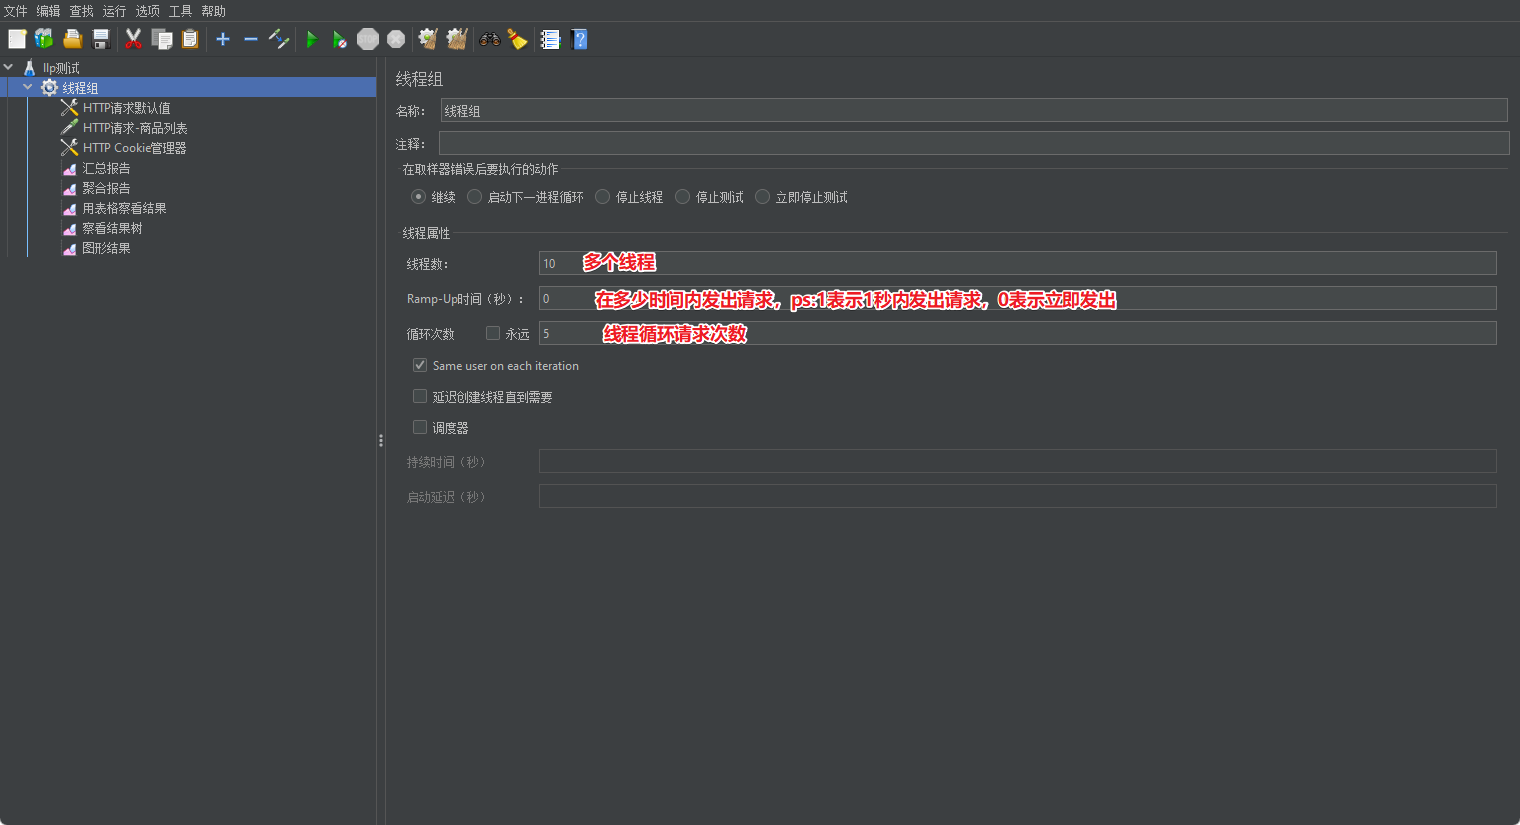 文件 编辑 查找 运行 选项 工具 帮助
llp测试
线程组
HTTP请求默认值
HTTP请求-商品列表
HTTP Cookie管理器
汇总报告
聚合报告
用表格察看结果
察看结果树
图形结果
线程组
名称： 线程组
注释：
在取样器错误后要执行的动作
继续 启动下一进程循环 停止线程 停止测试 立即停止测试
线程属性
线程数： 10 多个线程
Ramp-Up时间（秒）： 0 在多少时间内发出请求，ps:1表示1秒内发出请求，0表示立即发出
循环次数 永远 5 线程循环请求次数
Same user on each iteration
延迟创建线程直到需要
调度器
持续时间（秒）
启动延迟（秒）